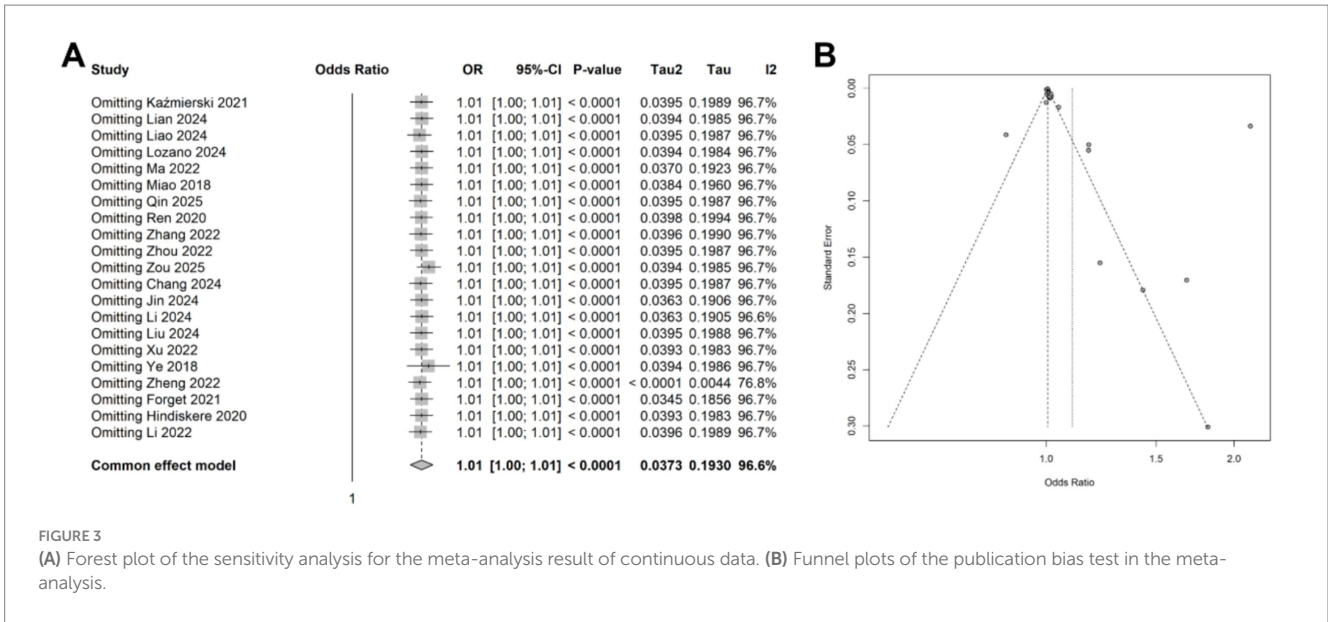 A
Study Odds Ratio OR 95%-CI P-value Tau2 Tau I2
Omitting Kaźmierski 2021 1.01 [1.00; 1.01] < 0.0001 0.0395 0.1989 96.7%
Omitting Lian 2024 1.01 [1.00; 1.01] < 0.0001 0.0394 0.1985 96.7%
Omitting Liao 2024 1.01 [1.00; 1.01] < 0.0001 0.0395 0.1987 96.7%
Omitting Lozano 2024 1.01 [1.00; 1.01] < 0.0001 0.0394 0.1984 96.7%
Omitting Ma 2022 1.01 [1.00; 1.01] < 0.0001 0.0370 0.1923 96.7%
Omitting Miao 2018 1.01 [1.00; 1.01] < 0.0001 0.0384 0.1960 96.7%
Omitting Qin 2025 1.01 [1.00; 1.01] < 0.0001 0.0395 0.1987 96.7%
Omitting Ren 2020 1.01 [1.00; 1.01] < 0.0001 0.0398 0.1994 96.7%
Omitting Zhang 2022 1.01 [1.00; 1.01] < 0.0001 0.0396 0.1990 96.7%
Omitting Zhou 2022 1.01 [1.00; 1.01] < 0.0001 0.0395 0.1987 96.7%
Omitting Zou 2025 1.01 [1.00; 1.01] < 0.0001 0.0394 0.1985 96.7%
Omitting Chang 2024 1.01 [1.00; 1.01] < 0.0001 0.0395 0.1987 96.7%
Omitting Jin 2024 1.01 [1.00; 1.01] < 0.0001 0.0363 0.1906 96.7%
Omitting Li 2024 1.01 [1.00; 1.01] < 0.0001 0.0363 0.1905 96.6%
Omitting Liu 2024 1.01 [1.00; 1.01] < 0.0001 0.0395 0.1988 96.7%
Omitting Xu 2022 1.01 [1.00; 1.01] < 0.0001 0.0393 0.1983 96.7%
Omitting Ye 2018 1.01 [1.00; 1.01] < 0.0001 0.0394 0.1986 96.7%
Omitting Zheng 2022 1.01 [1.00; 1.01] < 0.0001 < 0.0001 0.0044 76.8%
Omitting Forget 2021 1.01 [1.00; 1.01] < 0.0001 0.0345 0.1856 96.7%
Omitting Hindiskere 2020 1.01 [1.00; 1.01] < 0.0001 0.0393 0.1983 96.7%
Omitting Li 2022 1.01 [1.00; 1.01] < 0.0001 0.0396 0.1989 96.7%
Common effect model 1.01 [1.00; 1.01] < 0.0001 0.0373 0.1930 96.6%
1
B
Standard Error
0.00
0.05
0.10
0.15
0.20
0.25
0.30
1.0 1.5 2.0
Odds Ratio
FIGURE 3
(A) Forest plot of the sensitivity analysis for the meta-analysis result of continuous data. (B) Funnel plots of the publication bias test in the meta-
analysis.